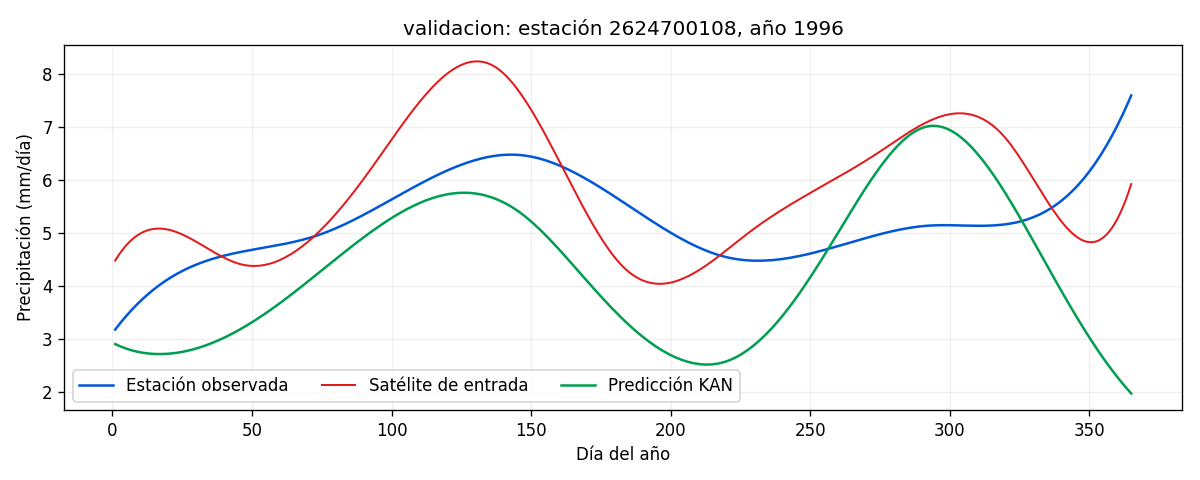 validacion: estación 2624700108, año 1996
Precipitación (mm/día)
8
7
6
5
4
3
2
Estación observada
Satélite de entrada
Predicción KAN
0
50
100
150
200
250
300
350
Día del año